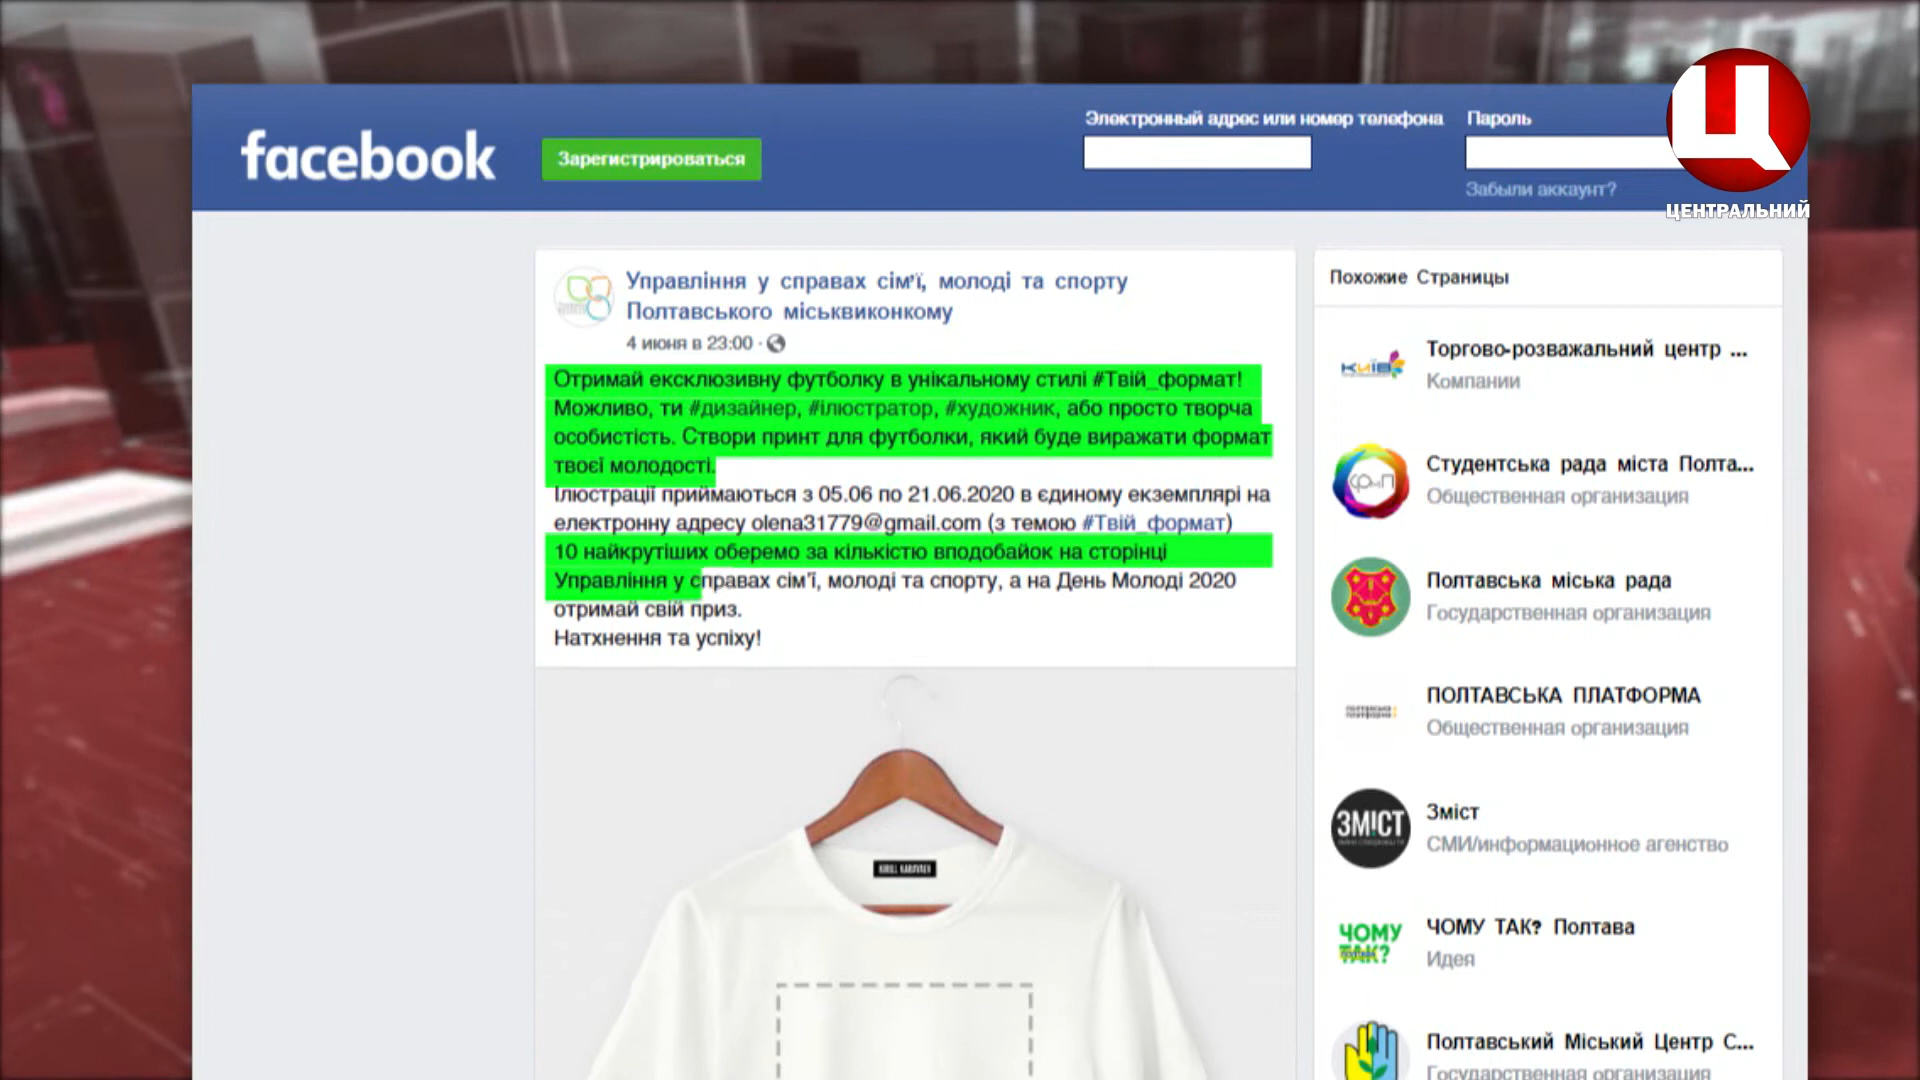 facebook
Зарегистрироваться
Электронный адрес или номер телефона
Пароль
Забыли аккаунт?
Ц
ЦЕНТРАЛЬНИЙ
Управління у справах сім'ї, молоді та спорту
Полтавського міськвиконкому
4 июня в 23:00 ·
Отримай ексклюзивну футболку в унікальному стилі #Твій_формат!
Можливо, ти #дизайнер, #ілюстратор, #художник, або просто творча
особистість. Створи принт для футболки, який буде виражати формат
твоєї молодості.
Ілюстрації приймаються з 05.06 по 21.06.2020 в єдиному екземплярі на
електронну адресу olena31779@gmail.com (з темою #Твій_формат)
10 найкрутіших оберемо за кількістю вподобайок на сторінці
Управління у справах сім'ї, молоді та спорту, а на День Молоді 2020
отримай свій приз.
Натхнення та успіху!
Похожие Страницы
КИЇВ
Торгово-розважальний центр ...
Компании
Студентська рада міста Полта...
Общественная организация
Полтавська міська рада
Государственная организация
полтавська
платформа
ПОЛТАВСЬКА ПЛАТФОРМА
Общественная организация
ЗМІСТ
Зміст
СМИ/информационное агенство
ЧОМУ
ТАК?
ЧОМУ ТАК? Полтава
Идея
Полтавський Міський Центр С...
Государственная организация